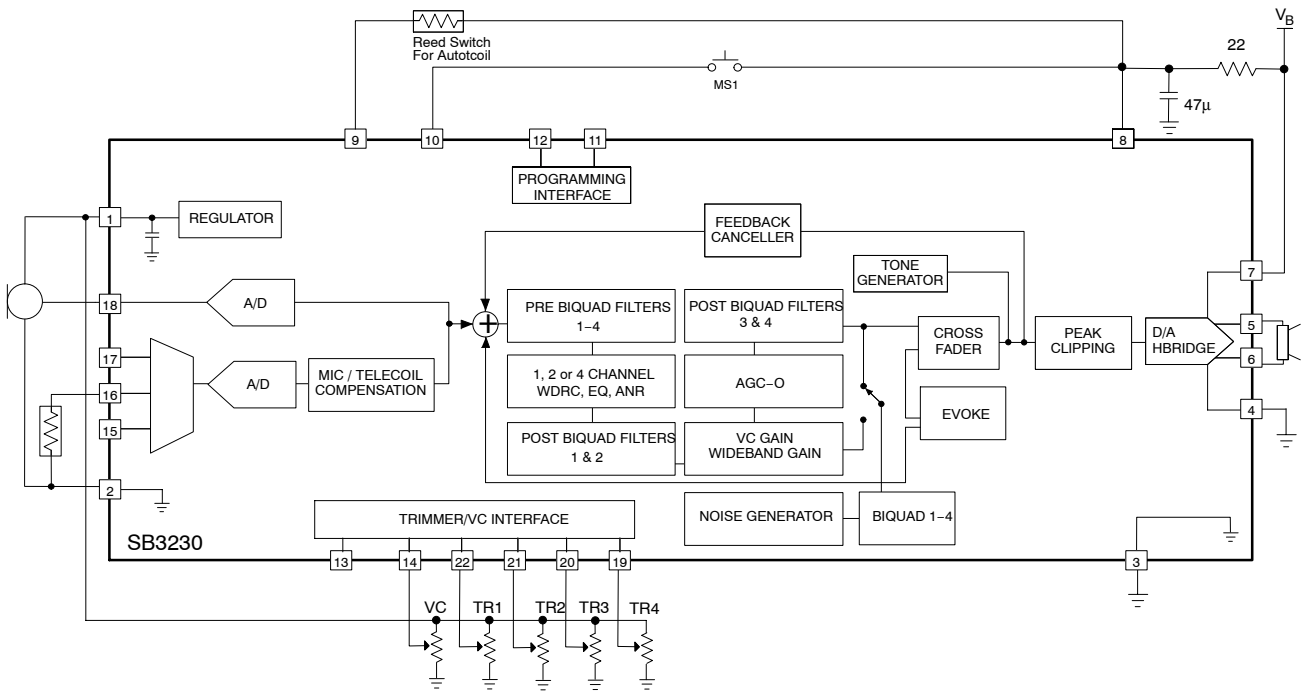 V_B
Reed Switch
For Autotcoil
22
MS1
47µ
9
10
12
11
8
PROGRAMMING
INTERFACE
1
REGULATOR
FEEDBACK
CANCELLER
TONE
GENERATOR
7
18
A/D
PRE BIQUAD FILTERS
1–4
POST BIQUAD FILTERS
3 & 4
CROSS
FADER
PEAK
CLIPPING
D/A
HBRIDGE
5
6
17
16
15
A/D
MIC / TELECOIL
COMPENSATION
1, 2 or 4 CHANNEL
WDRC, EQ, ANR
AGC–O
EVOKE
4
POST BIQUAD FILTERS
1 & 2
VC GAIN
WIDEBAND GAIN
2
NOISE GENERATOR
BIQUAD 1–4
TRIMMER/VC INTERFACE
SB3230
13
14
22
21
20
19
3
VC
TR1
TR2
TR3
TR4